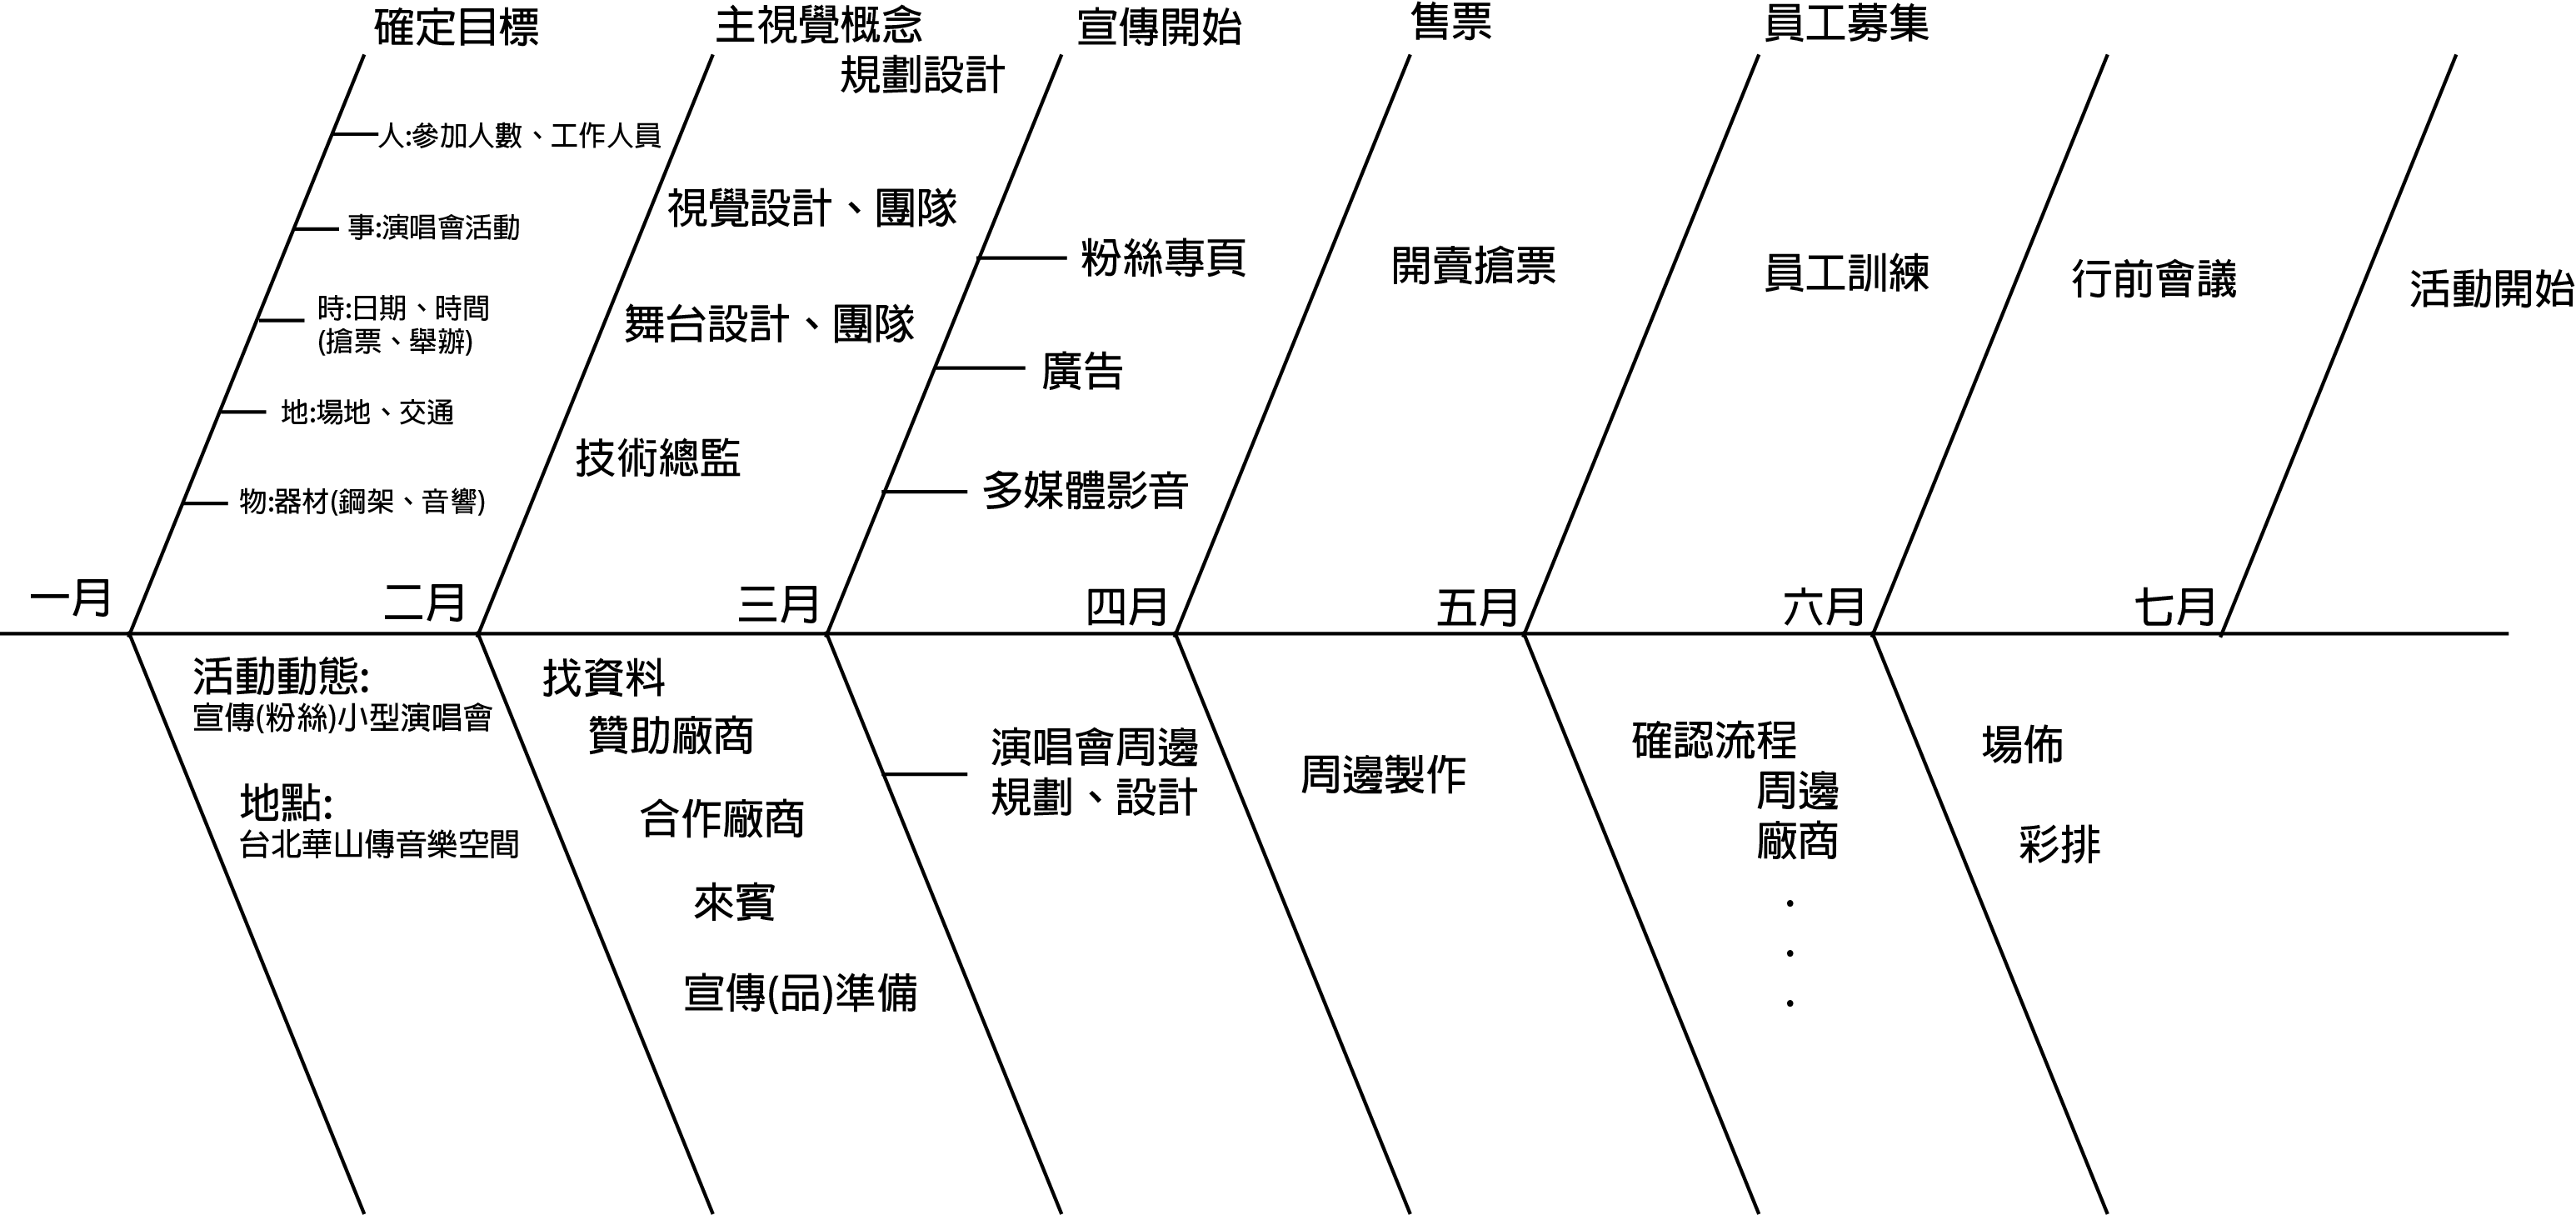 確定目標
人:參加人數、工作人員
事:演唱會活動
時:日期、時間
(搶票、舉辦)
地:場地、交通
物:器材(鋼架、音響)
主視覺概念
規劃設計
視覺設計、團隊
舞台設計、團隊
技術總監
宣傳開始
粉絲專頁
廣告
多媒體影音
售票
開賣搶票
員工募集
員工訓練
行前會議
活動開始
一月
二月
三月
四月
五月
六月
七月
活動動態:
宣傳(粉絲)小型演唱會
地點:
台北華山傳音樂空間
找資料
贊助廠商
合作廠商
來賓
宣傳(品)準備
演唱會周邊
規劃、設計
周邊製作
確認流程
周邊
廠商
.
.
.
場佈
彩排